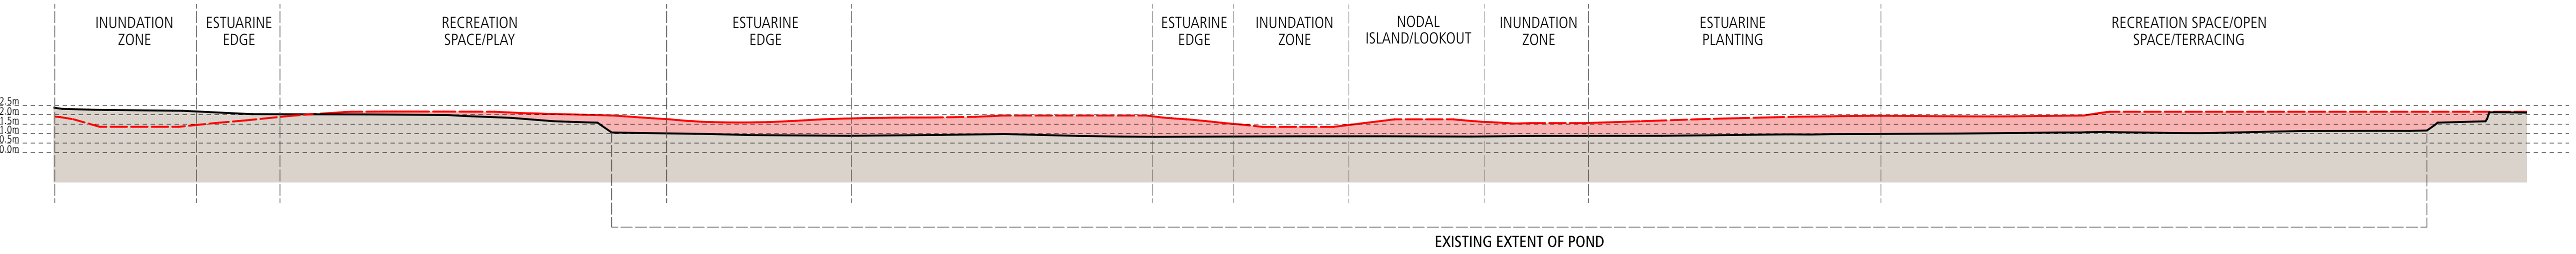 INUNDATION
ZONE
ESTUARINE
EDGE
RECREATION
SPACE/PLAY
ESTUARINE
EDGE
ESTUARINE
EDGE
INUNDATION
ZONE
NODAL
ISLAND/LOOKOUT
INUNDATION
ZONE
ESTUARINE
PLANTING
RECREATION SPACE/OPEN
SPACE/TERRACING
2.5m
2.0m
1.5m
1.0m
0.5m
0.0m
EXISTING EXTENT OF POND